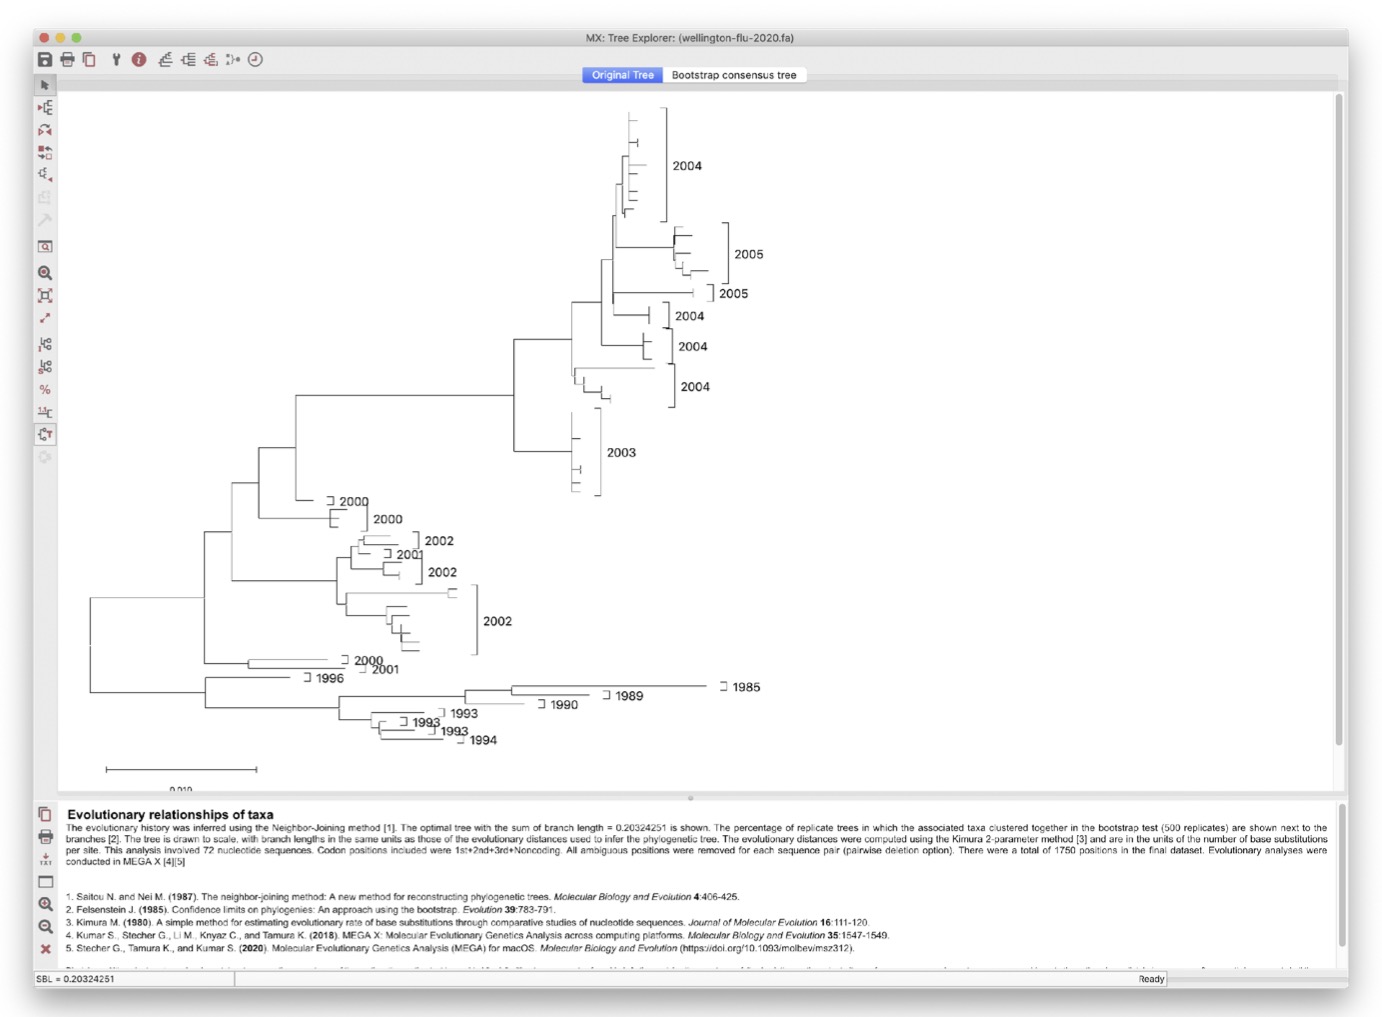 MX: Tree Explorer: (wellington-flu-2020.fa)
Original Tree
Bootstrap consensus tree
2004
2005
2005
2004
2004
2004
2003
2000
2000
2002
2001
2002
2002
2000
2001
1996
1985
1989
1990
1993
1993
1993
1994
0.010
Evolutionary relationships of taxa
The evolutionary history was inferred using the Neighbor-Joining method [1]. The optimal tree with the sum of branch length = 0.20324251 is shown. The percentage of replicate trees in which the associated taxa clustered together in the bootstrap test (500 replicates) are shown next to the
branches [2]. The tree is drawn to scale, with branch lengths in the same units as those of the evolutionary distances used to infer the phylogenetic tree. The evolutionary distances were computed using the Kimura 2-parameter method [3] and are in the units of the number of base substitutions
per site. This analysis involved 72 nucleotide sequences. Codon positions included were 1st+2nd+3rd+Noncoding. All ambiguous positions were removed for each sequence pair (pairwise deletion option). There were a total of 1750 positions in the final dataset. Evolutionary analyses were
conducted in MEGA X [4][5]
1. Saitou N. and Nei M. (1987). The neighbor-joining method: A new method for reconstructing phylogenetic trees. Molecular Biology and Evolution 4:406-425.
2. Felsenstein J. (1985). Confidence limits on phylogenies: An approach using the bootstrap. Evolution 39:783-791.
3. Kimura M. (1980). A simple method for estimating evolutionary rate of base substitutions through comparative studies of nucleotide sequences. Journal of Molecular Evolution 16:111-120.
4. Kumar S., Stecher G., Li M., Knyaz C., and Tamura K. (2018). MEGA X: Molecular Evolutionary Genetics Analysis across computing platforms. Molecular Biology and Evolution 35:1547-1549.
5. Stecher G., Tamura K., and Kumar S. (2020). Molecular Evolutionary Genetics Analysis (MEGA) for macOS. Molecular Biology and Evolution (https://doi.org/10.1093/molbev/msz312).
SBL = 0.20324251
Ready